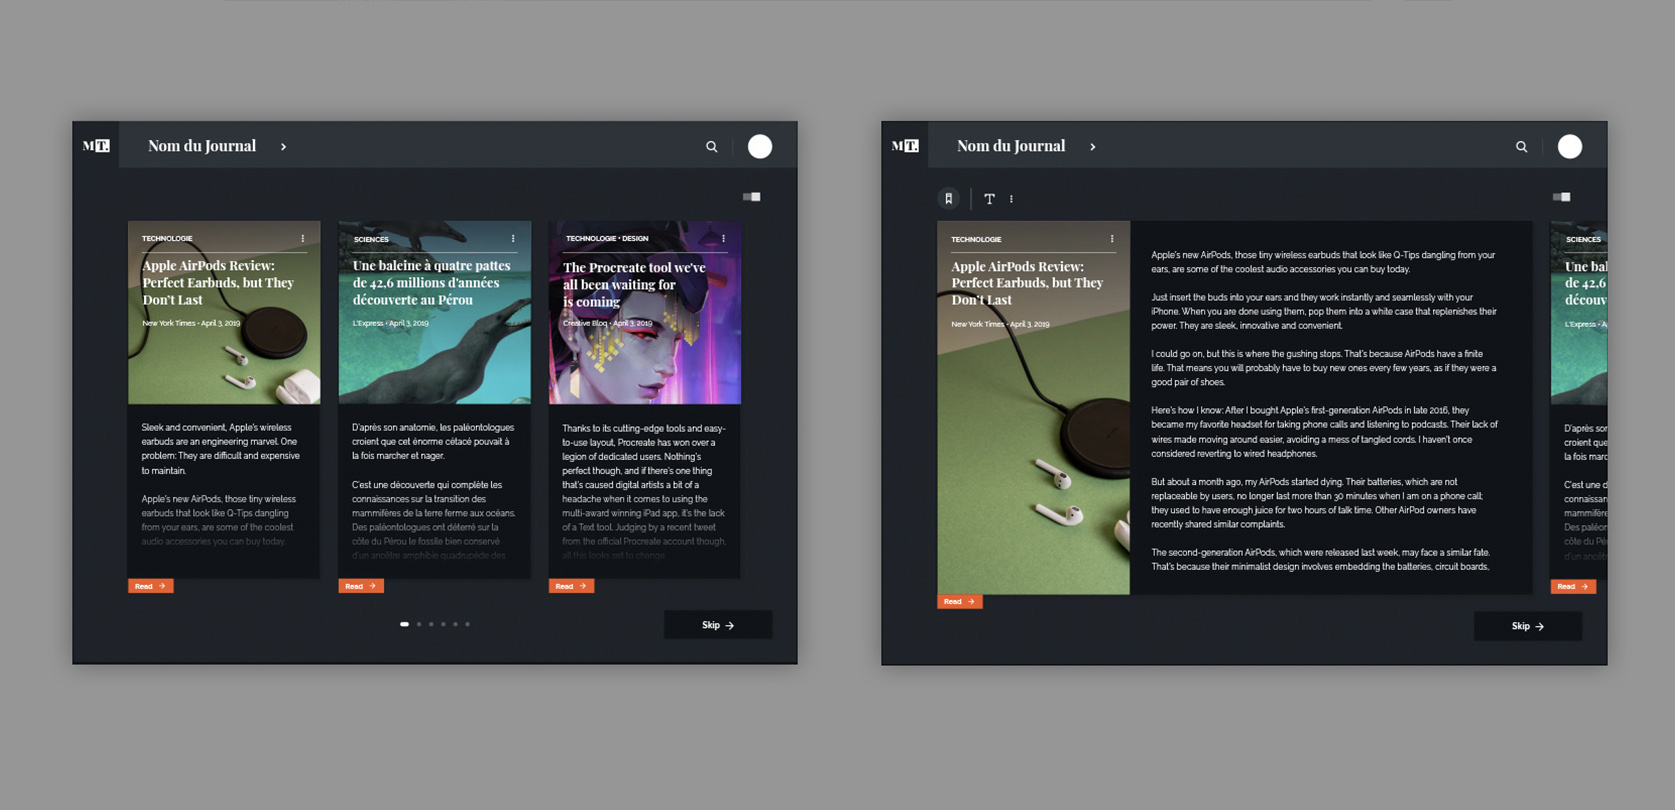 MT.
Nom du Journal
TECHNOLOGIE
Apple AirPods Review:
Perfect Earbuds, but They
Don't Last
New York Times • April 3, 2019
Sleek and convenient, Apple's wireless
earbuds are an engineering marvel. One
problem: They are difficult and expensive
to maintain.
Apple's new AirPods, those tiny wireless
earbuds that look like Q-Tips dangling
from your ears, are some of the coolest
audio accessories you can buy today.
Read
SCIENCES
Une baleine à quatre pattes
de 42,6 millions d'années
découverte au Pérou
L'Express • April 3, 2019
D'après son anatomie, les paléontologues
croient que cet énorme cétacé pouvait à
la fois marcher et nager.
C'est une découverte qui complète les
connaissances sur la transition des
mammifères de la terre ferme aux océans.
Des paléontologues ont déterré sur la
côte du Pérou le fossile bien conservé
d'un ancêtre amphibie quadrupède des
Read
TECHNOLOGIE • DESIGN
The Procreate tool we've
all been waiting for
is coming
Creative Bloq • April 3, 2019
Thanks to its cutting-edge tools and easy-
to-use layout, Procreate has won over a
legion of dedicated users. Nothing's
perfect though, and if there's one thing
that's caused digital artists a bit of a
headache when it comes to using the
multi-award winning iPad app, it's the lack
of a Text tool. Judging by a recent tweet
from the official Procreate account though,
all this looks set to change.
Read
Skip
MT.
Nom du Journal
T
TECHNOLOGIE
Apple AirPods Review:
Perfect Earbuds, but They
Don't Last
New York Times • April 3, 2019
Read
Apple's new AirPods, those tiny wireless earbuds that look like Q-Tips dangling from your
ears, are some of the coolest audio accessories you can buy today.
Just insert the buds into your ears and they work instantly and seamlessly with your
iPhone. When you are done using them, pop them into a white case that replenishes their
power. They are sleek, innovative and convenient.
I could go on, but this is where the gushing stops. That's because AirPods have a finite
life. That means you will probably have to buy new ones every few years, as if they were a
good pair of shoes.
Here's how I know: After I bought Apple's first-generation AirPods in late 2016, they
became my favorite headset for taking phone calls and listening to podcasts. Their lack of
wires made moving around easier, avoiding a mess of tangled cords. I haven't once
considered reverting to wired headphones.
But about a month ago, my AirPods started dying. Their batteries, which are not
replaceable by users, no longer last more than 30 minutes when I am on a phone call;
they used to have enough juice for two hours of talk time. Other AirPod owners have
recently shared similar complaints.
The second-generation AirPods, which were released last week, may face a similar fate.
That's because their minimalist design involves embedding the batteries, circuit boards,
SCIENCES
Une bal
de 42,6
découv
L'Express • Ap
D'après son
croient que
la fois marc
C'est une d
connaissan
mammifère
Des paléon
côte du Pér
d'un ancêt
Read
Skip